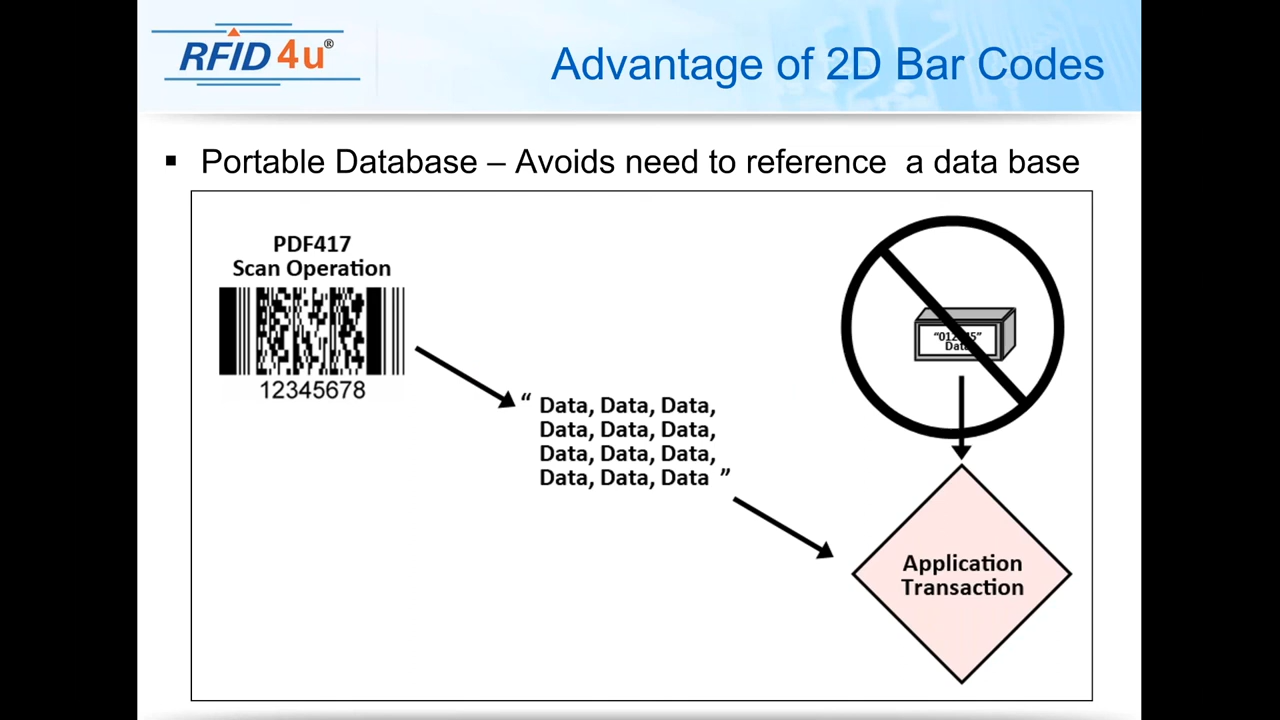 RFID4u®
Advantage of 2D Bar Codes
▪ Portable Database – Avoids need to reference a data base
PDF417
Scan Operation
12345678
“ Data, Data, Data,
Data, Data, Data,
Data, Data, Data,
Data, Data, Data ”
Data
Application
Transaction